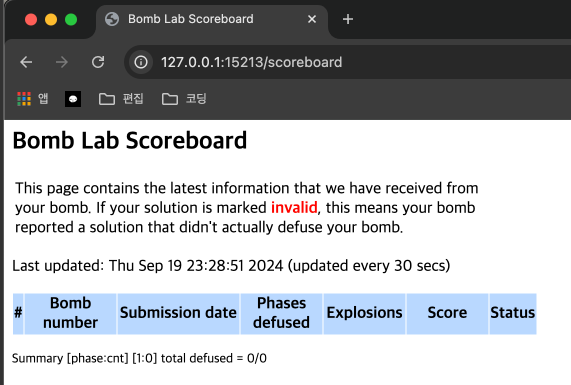 Bomb Lab Scoreboard
127.0.0.1:15213/scoreboard
앱
편집
코딩
Bomb Lab Scoreboard
This page contains the latest information that we have received from
your bomb. If your solution is marked invalid, this means your bomb
reported a solution that didn't actually defuse your bomb.
Last updated: Thu Sep 19 23:28:51 2024 (updated every 30 secs)
# Bomb number Submission date Phases defused Explosions Score Status
Summary [phase:cnt] [1:0] total defused = 0/0